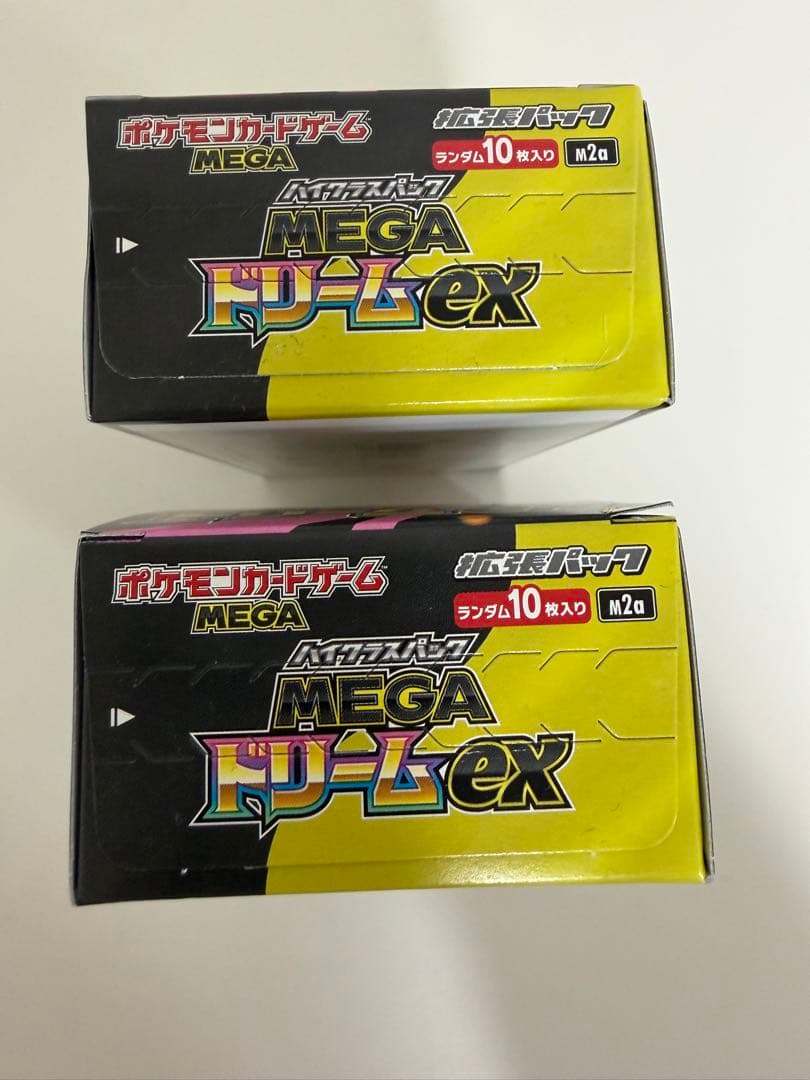 ポケモンカードゲーム™
MEGA
拡張パック
ランダム10枚入り
M2a
ハイクラスパック
MEGA
ドリームex
ポケモンカードゲーム™
MEGA
拡張パック
ランダム10枚入り
M2a
ハイクラスパック
MEGA
ドリームex